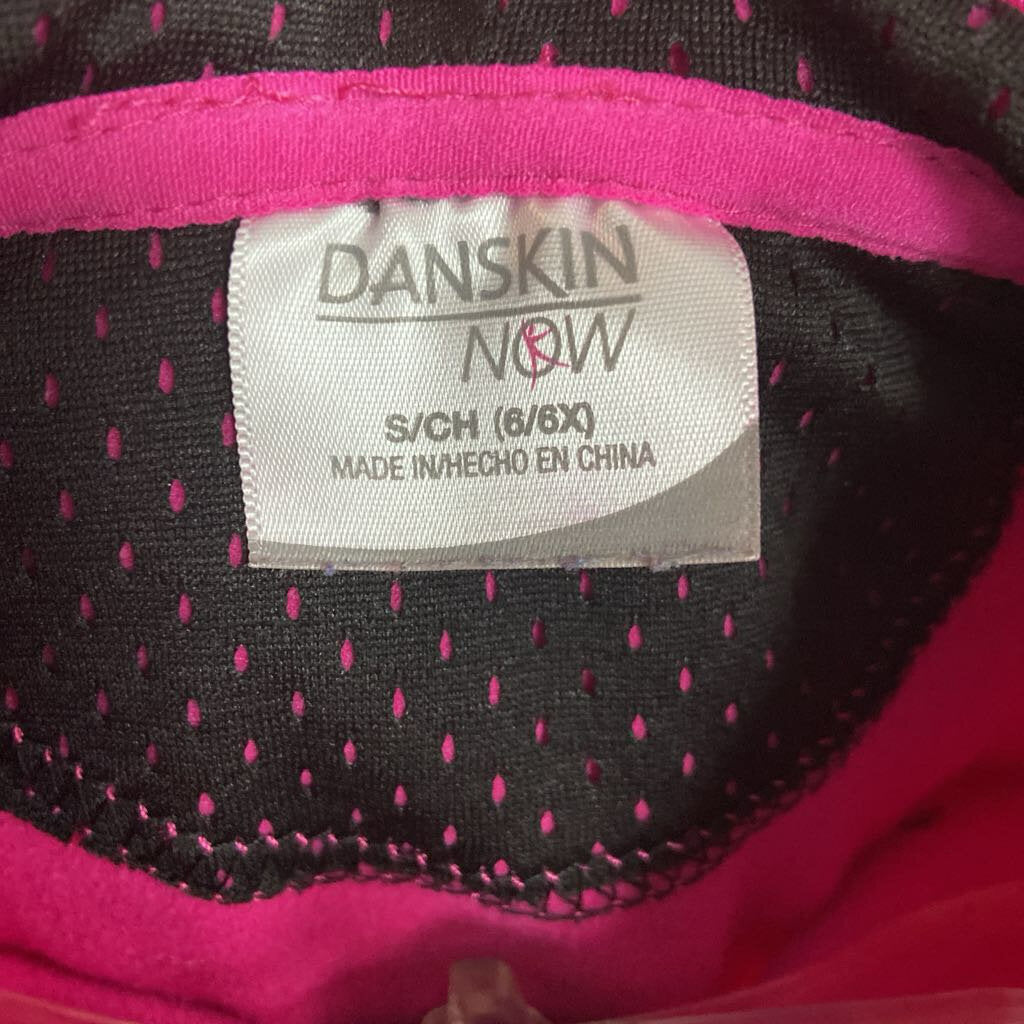 DANSKIN
NOW
S/CH (6/6X)
MADE IN/HECHO EN CHINA